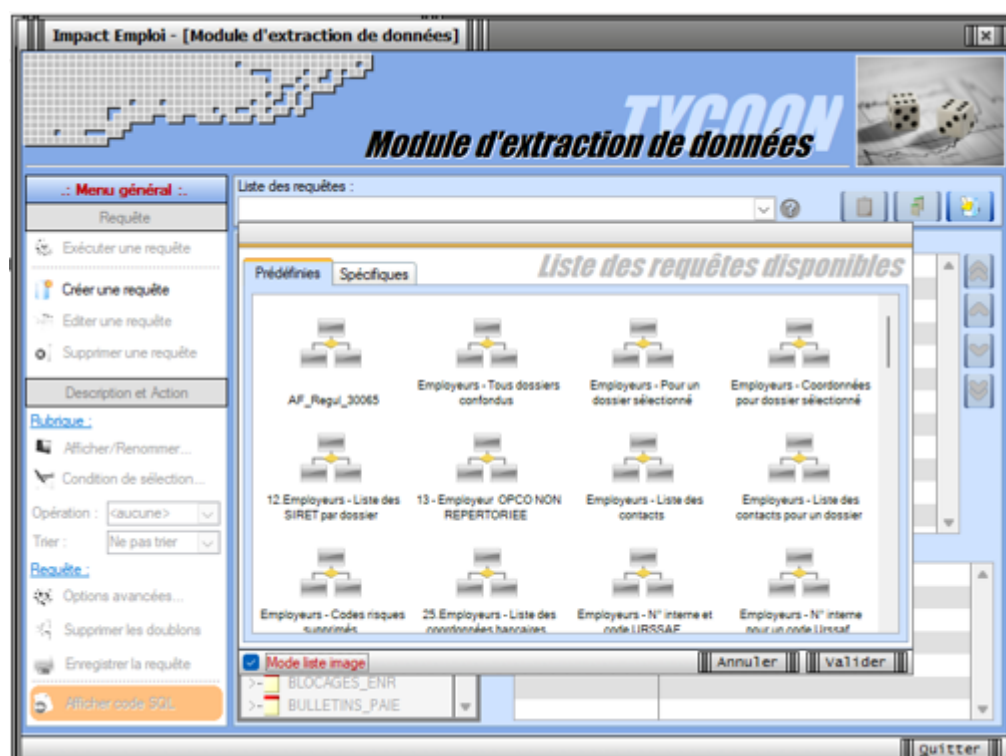 Impact Emploi - [Module d'extraction de données]
TYCOON
Module d'extraction de données
.: Menu général :.
Requête
Exécuter une requête
Créer une requête
Editer une requête
Supprimer une requête
Description et Action
Rubrique :
Afficher/Renommer...
Condition de sélection...
Opération : <aucune>
Trier : Ne pas trier
Requête :
Options avancées...
Supprimer les doublons
Enregistrer la requête
Afficher code SQL
Liste des requêtes :
Prédéfinies Spécifiques
Liste des requêtes disponibles
AF_Regul_30065
Employeurs - Tous dossiers
confondus
Employeurs - Pour un
dossier sélectionné
Employeurs - Coordonnées
pour dossier sélectionné
12.Employeurs - Liste des
SIRET par dossier
13 - Employeur OPCO NON
REPERTORIEE
Employeurs - Liste des
contacts
Employeurs - Liste des
contacts pour un dossier
Employeurs - Codes risques
supprimés
25.Employeurs - Liste des
coordonnées bancaires
Employeurs - N° interne et
code URSSAF
Employeurs - N° interne
pour un code Urssaf
Mode liste image
Annuler
Valider
BLOCAGES_ENR
BULLETINS_PAIE
Quitter